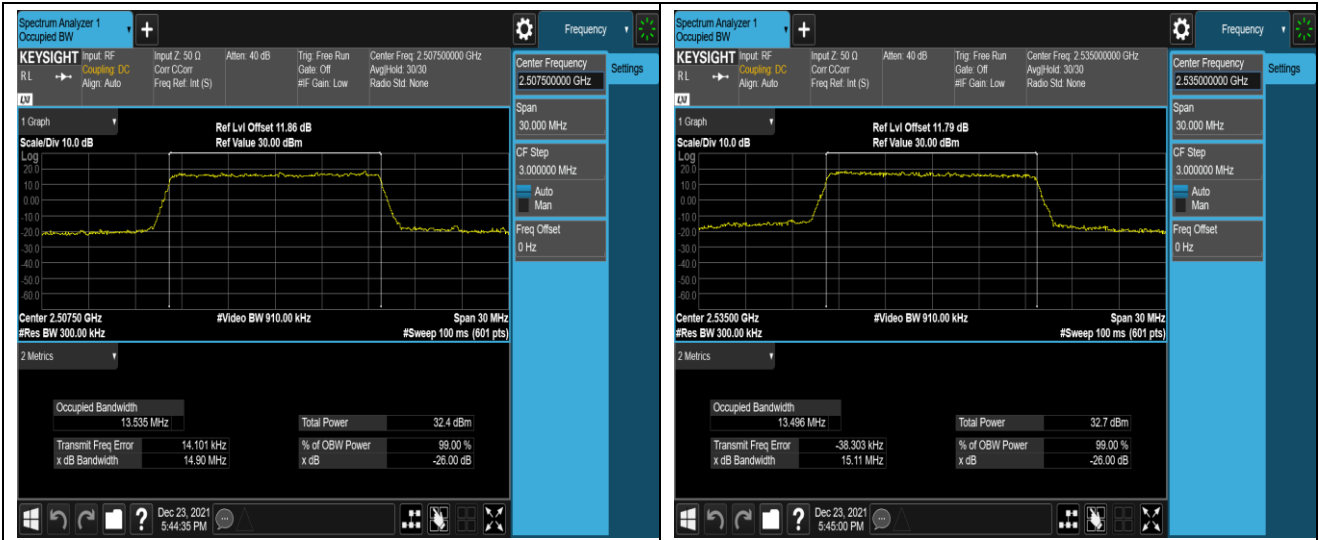 Spectrum Analyzer 1
Occupied BW
+
Frequency
KEYSIGHT
RL
LXI
Input: RF
Coupling: DC
Align: Auto
Input Z: 50 Ω
Corr CCorr
Freq Ref: Int (S)
Atten: 40 dB
Trig: Free Run
Gate: Off
#IF Gain: Low
Center Freq: 2.507500000 GHz
Avg|Hold: 30/30
Radio Std: None
Center Frequency
2.507500000 GHz
Settings
Span
30.000 MHz
CF Step
3.000000 MHz
Auto
Man
Freq Offset
0 Hz
1 Graph
Scale/Div 10.0 dB
Ref Lvl Offset 11.86 dB
Ref Value 30.00 dBm
Log
20.0
10.0
0.00
-10.0
-20.0
-30.0
-40.0
-50.0
-60.0
Center 2.50750 GHz
#Video BW 910.00 kHz
Span 30 MHz
#Res BW 300.00 kHz
#Sweep 100 ms (601 pts)
2 Metrics
Occupied Bandwidth
13.535 MHz
Total Power 32.4 dBm
Transmit Freq Error 14.101 kHz
% of OBW Power 99.00 %
x dB Bandwidth 14.90 MHz
x dB -26.00 dB
?
Dec 23, 2021
5:44:35 PM
Spectrum Analyzer 1
Occupied BW
+
Frequency
KEYSIGHT
RL
LXI
Input: RF
Coupling: DC
Align: Auto
Input Z: 50 Ω
Corr CCorr
Freq Ref: Int (S)
Atten: 40 dB
Trig: Free Run
Gate: Off
#IF Gain: Low
Center Freq: 2.535000000 GHz
Avg|Hold: 30/30
Radio Std: None
Center Frequency
2.535000000 GHz
Settings
Span
30.000 MHz
CF Step
3.000000 MHz
Auto
Man
Freq Offset
0 Hz
1 Graph
Scale/Div 10.0 dB
Ref Lvl Offset 11.79 dB
Ref Value 30.00 dBm
Log
20.0
10.0
0.00
-10.0
-20.0
-30.0
-40.0
-50.0
-60.0
Center 2.53500 GHz
#Video BW 910.00 kHz
Span 30 MHz
#Res BW 300.00 kHz
#Sweep 100 ms (601 pts)
2 Metrics
Occupied Bandwidth
13.496 MHz
Total Power 32.7 dBm
Transmit Freq Error -38.303 kHz
% of OBW Power 99.00 %
x dB Bandwidth 15.11 MHz
x dB -26.00 dB
?
Dec 23, 2021
5:45:00 PM